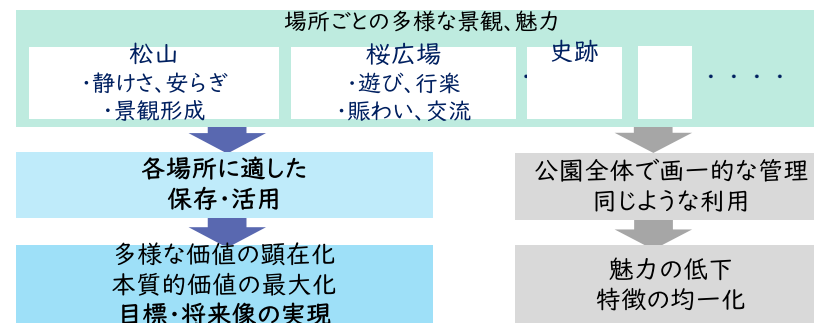 場所ごとの多様な景観、魅力
松山
・静けさ、安らぎ
・景観形成
桜広場
・遊び、行楽
・賑わい、交流
史跡
・
・・・・
各場所に適した
保存・活用
公園全体で画一的な管理
同じような利用
多様な価値の顕在化
本質的価値の最大化
目標・将来像の実現
魅力の低下
特徴の均一化